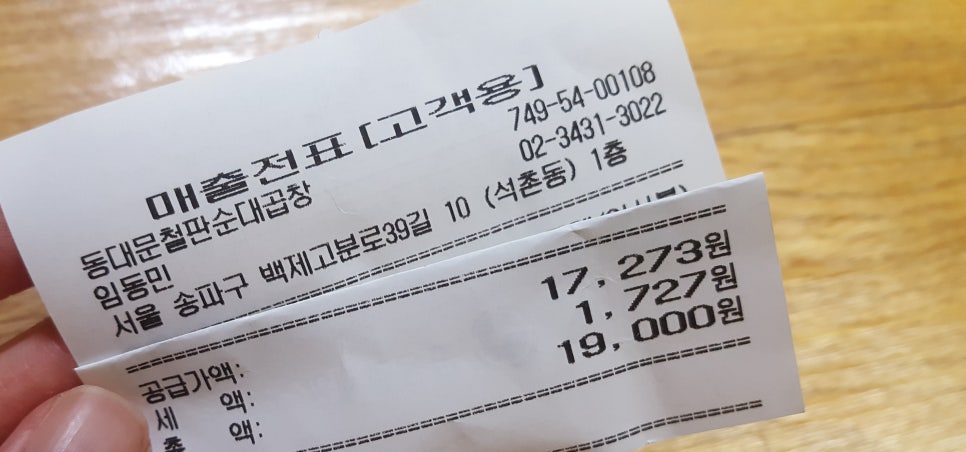 매출전표[고객용]
동대문철판순대곱창 749-54-00108
임동민 02-3431-3022
서울 송파구 백제고분로39길 10 (석촌동) 1층
공급가액: 17,273원
세 액: 1,727원
총 액: 19,000원